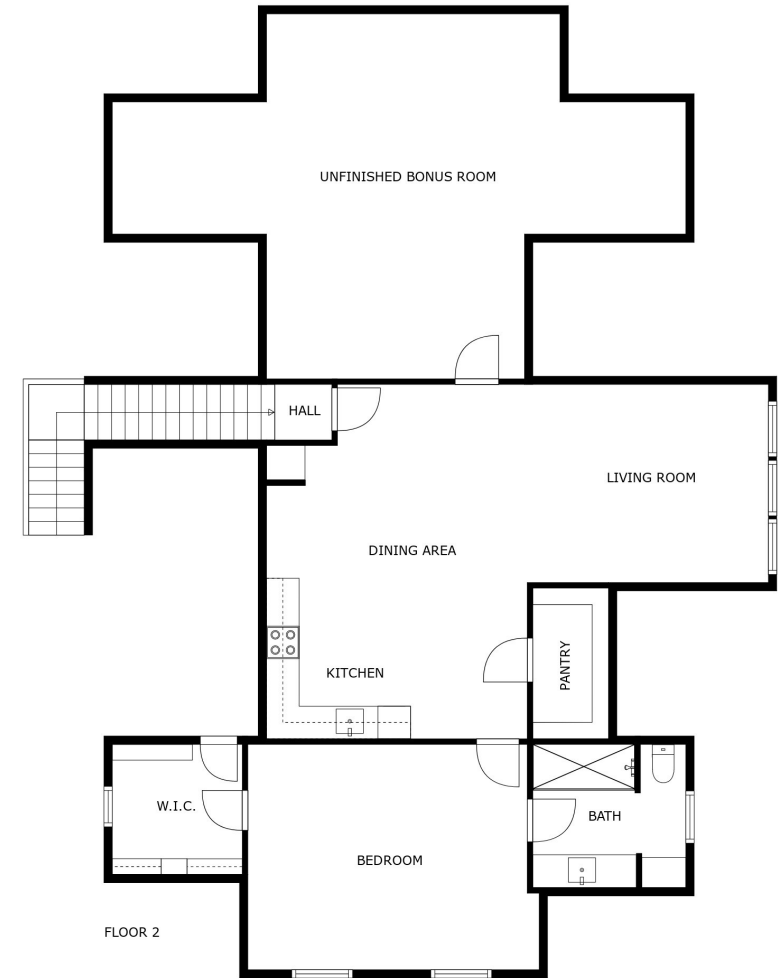 UNFINISHED BONUS ROOM
HALL
LIVING ROOM
DINING AREA
KITCHEN
PANTRY
W.I.C.
BATH
BEDROOM
FLOOR 2